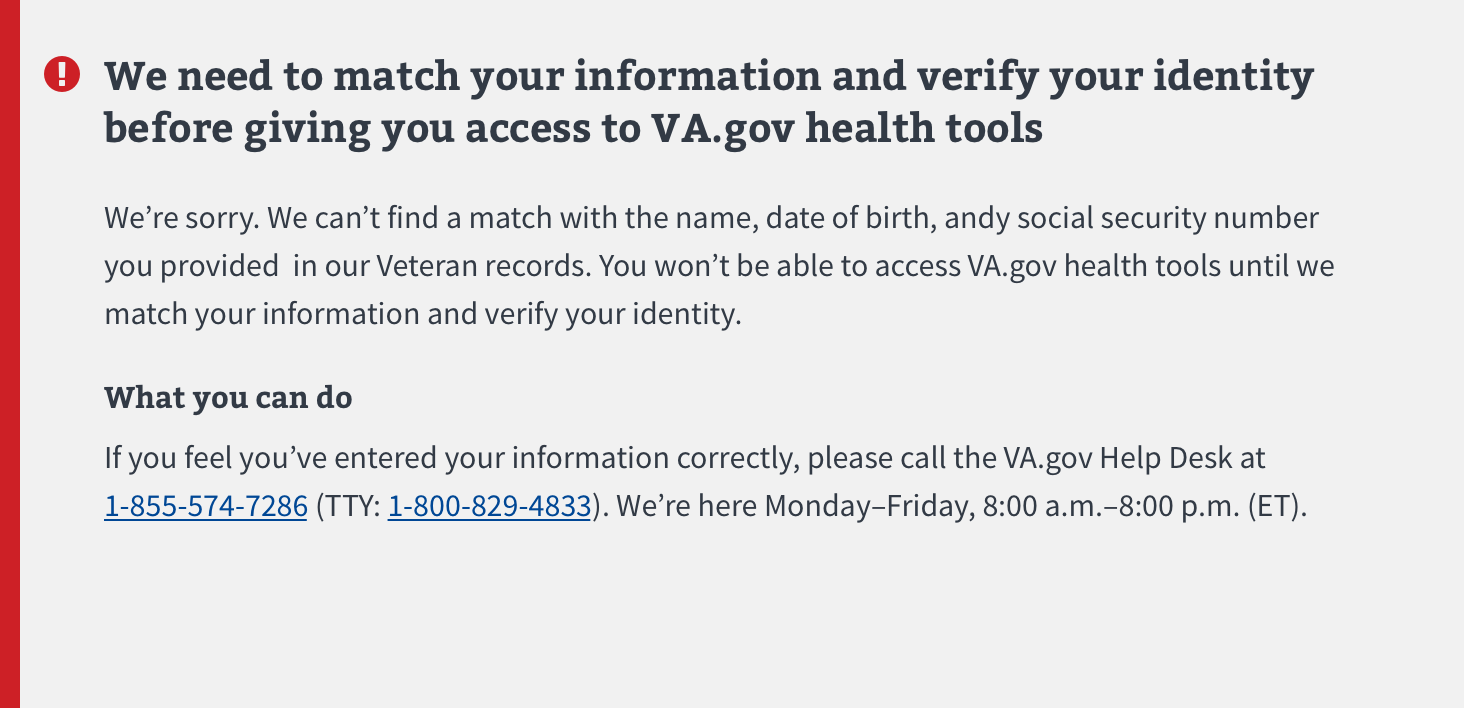 We need to match your information and verify your identity
before giving you access to VA.gov health tools
We’re sorry. We can’t find a match with the name, date of birth, andy social security number
you provided  in our Veteran records. You won’t be able to access VA.gov health tools until we
match your information and verify your identity.
What you can do
If you feel you’ve entered your information correctly, please call the VA.gov Help Desk at
1-855-574-7286 (TTY: 1-800-829-4833). We’re here Monday–Friday, 8:00 a.m.–8:00 p.m. (ET).